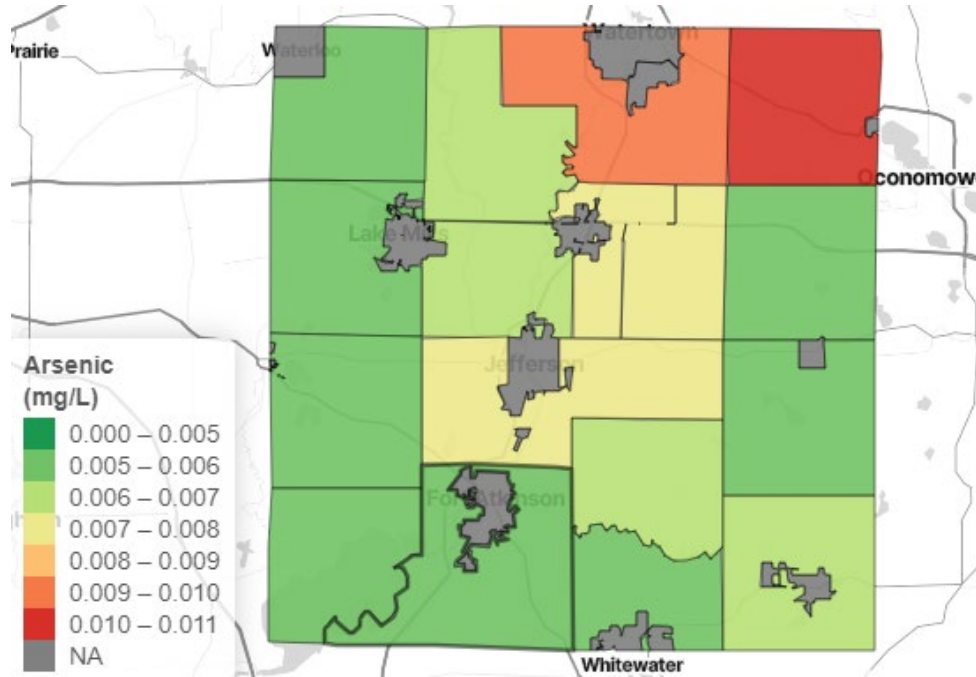 Watertown
Prairie
Waterloo
Oconomow
Lake Mills
Jefferson
Fort Atkinson
Whitewater
Arsenic
(mg/L)
0.000 – 0.005
0.005 – 0.006
0.006 – 0.007
0.007 – 0.008
0.008 – 0.009
0.009 – 0.010
0.010 – 0.011
NA